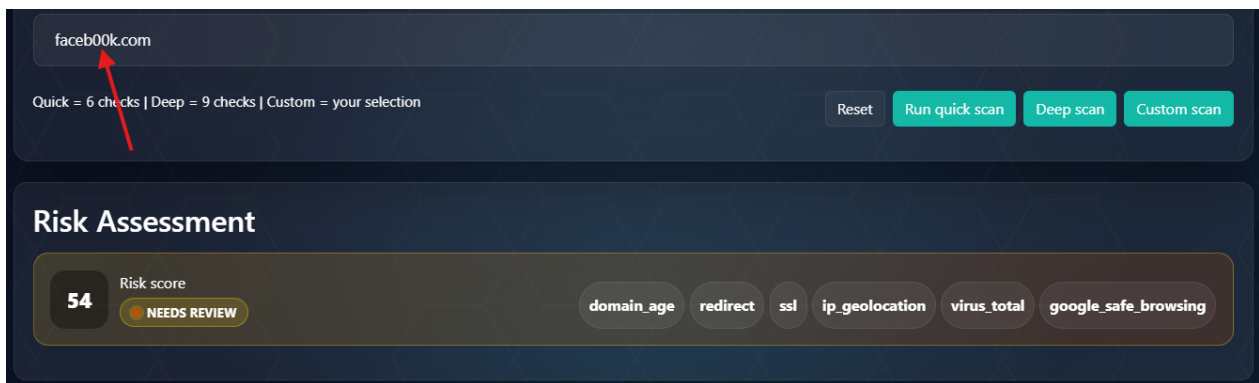 faceb00k.com
Quick = 6 checks | Deep = 9 checks | Custom = your selection
Reset Run quick scan Deep scan Custom scan
Risk Assessment
54
Risk score
NEEDS REVIEW
domain_age redirect ssl ip_geolocation virus_total google_safe_browsing